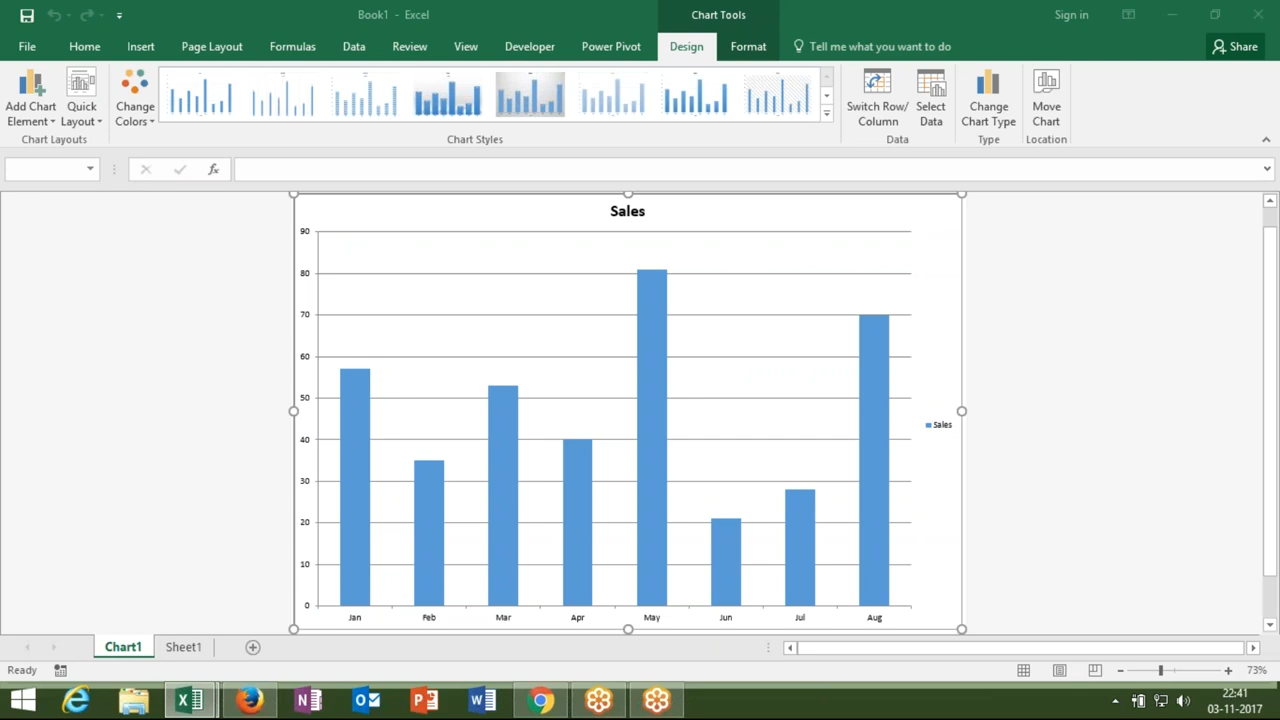 Book1 - Excel
Chart Tools
Sign in
File Home Insert Page Layout Formulas Data Review View Developer Power Pivot Design Format Tell me what you want to do Share
Add Chart Element
Quick Layout
Change Colors
Switch Row/ Column
Select Data
Change Chart Type
Move Chart
Chart Layouts Chart Styles Data Type Location
fx
Sales
90
80
70
60
50
40
30
20
10
0
Sales
Jan Feb Mar Apr May Jun Jul Aug
Chart1 Sheet1
Ready 73%
22:41
03-11-2017